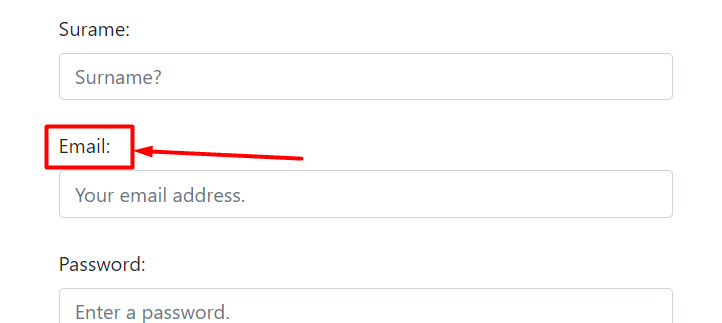 Surame:
Surname?
Email:
Your email address.
Password:
Enter a password.